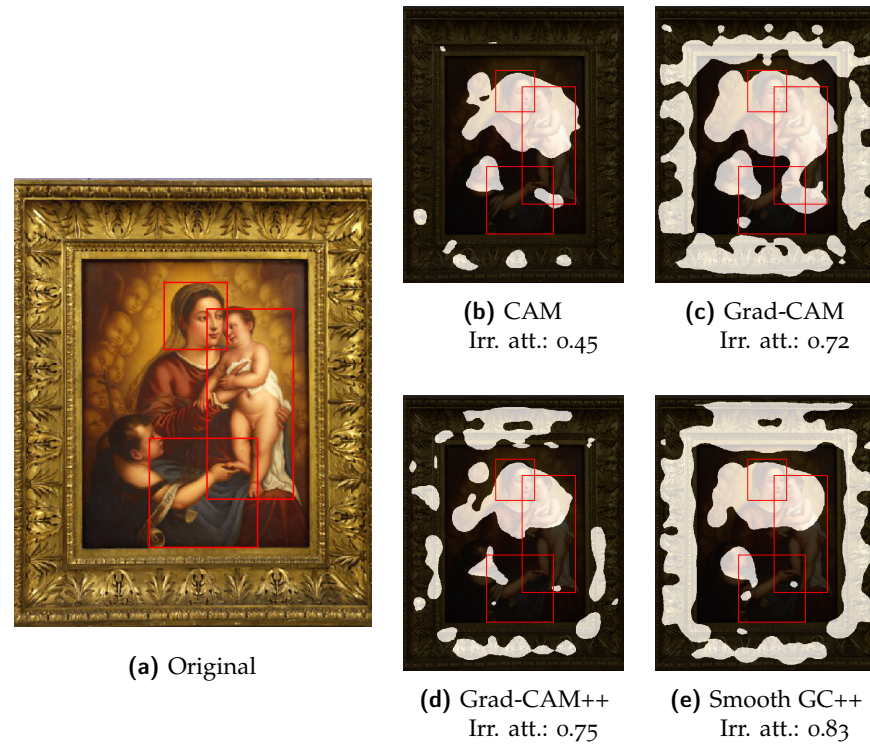 (a) Original
(b) CAM
Irr. att.: 0.45
(c) Grad-CAM
Irr. att.: 0.72
(d) Grad-CAM++
Irr. att.: 0.75
(e) Smooth GC++
Irr. att.: 0.83